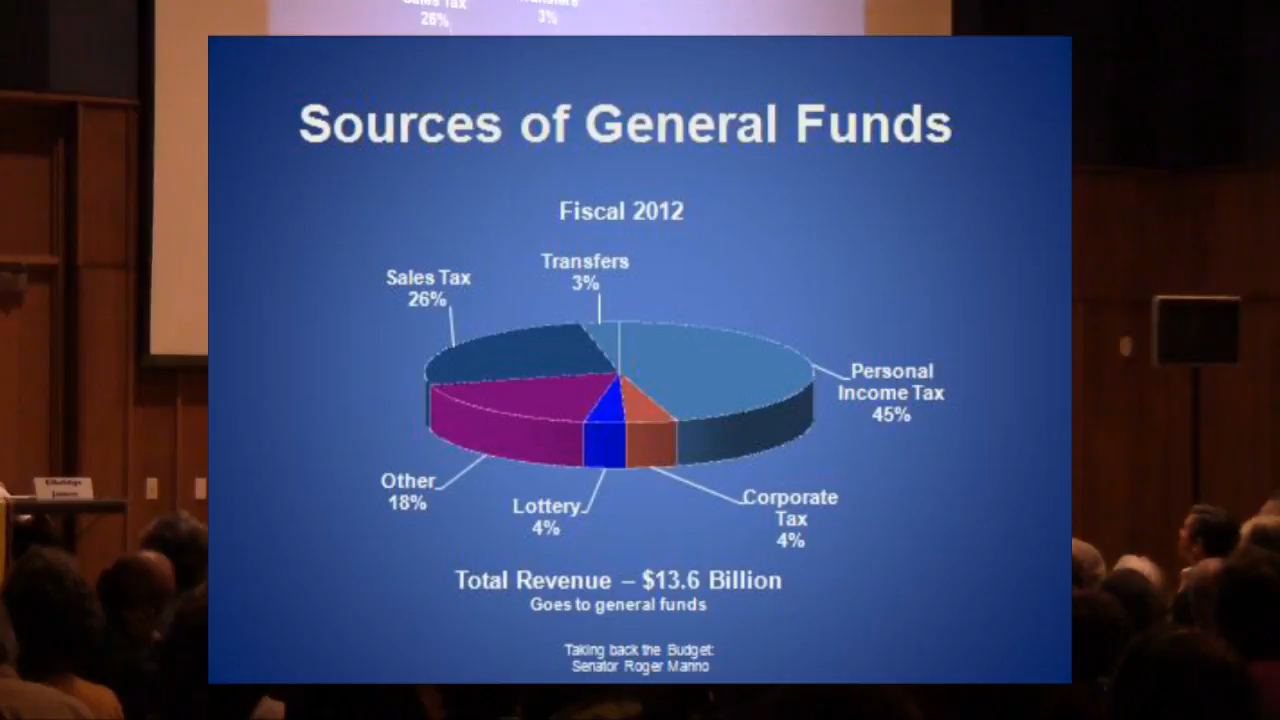 Sales Tax
26%
Transfers
3%
Sources of General Funds
Fiscal 2012
Transfers
3%
Sales Tax
26%
Personal
Income Tax
45%
Other
18%
Lottery
4%
Corporate
Tax
4%
Total Revenue – $13.6 Billion
Goes to general funds
Taking back the Budget:
Senator Roger Manno
James